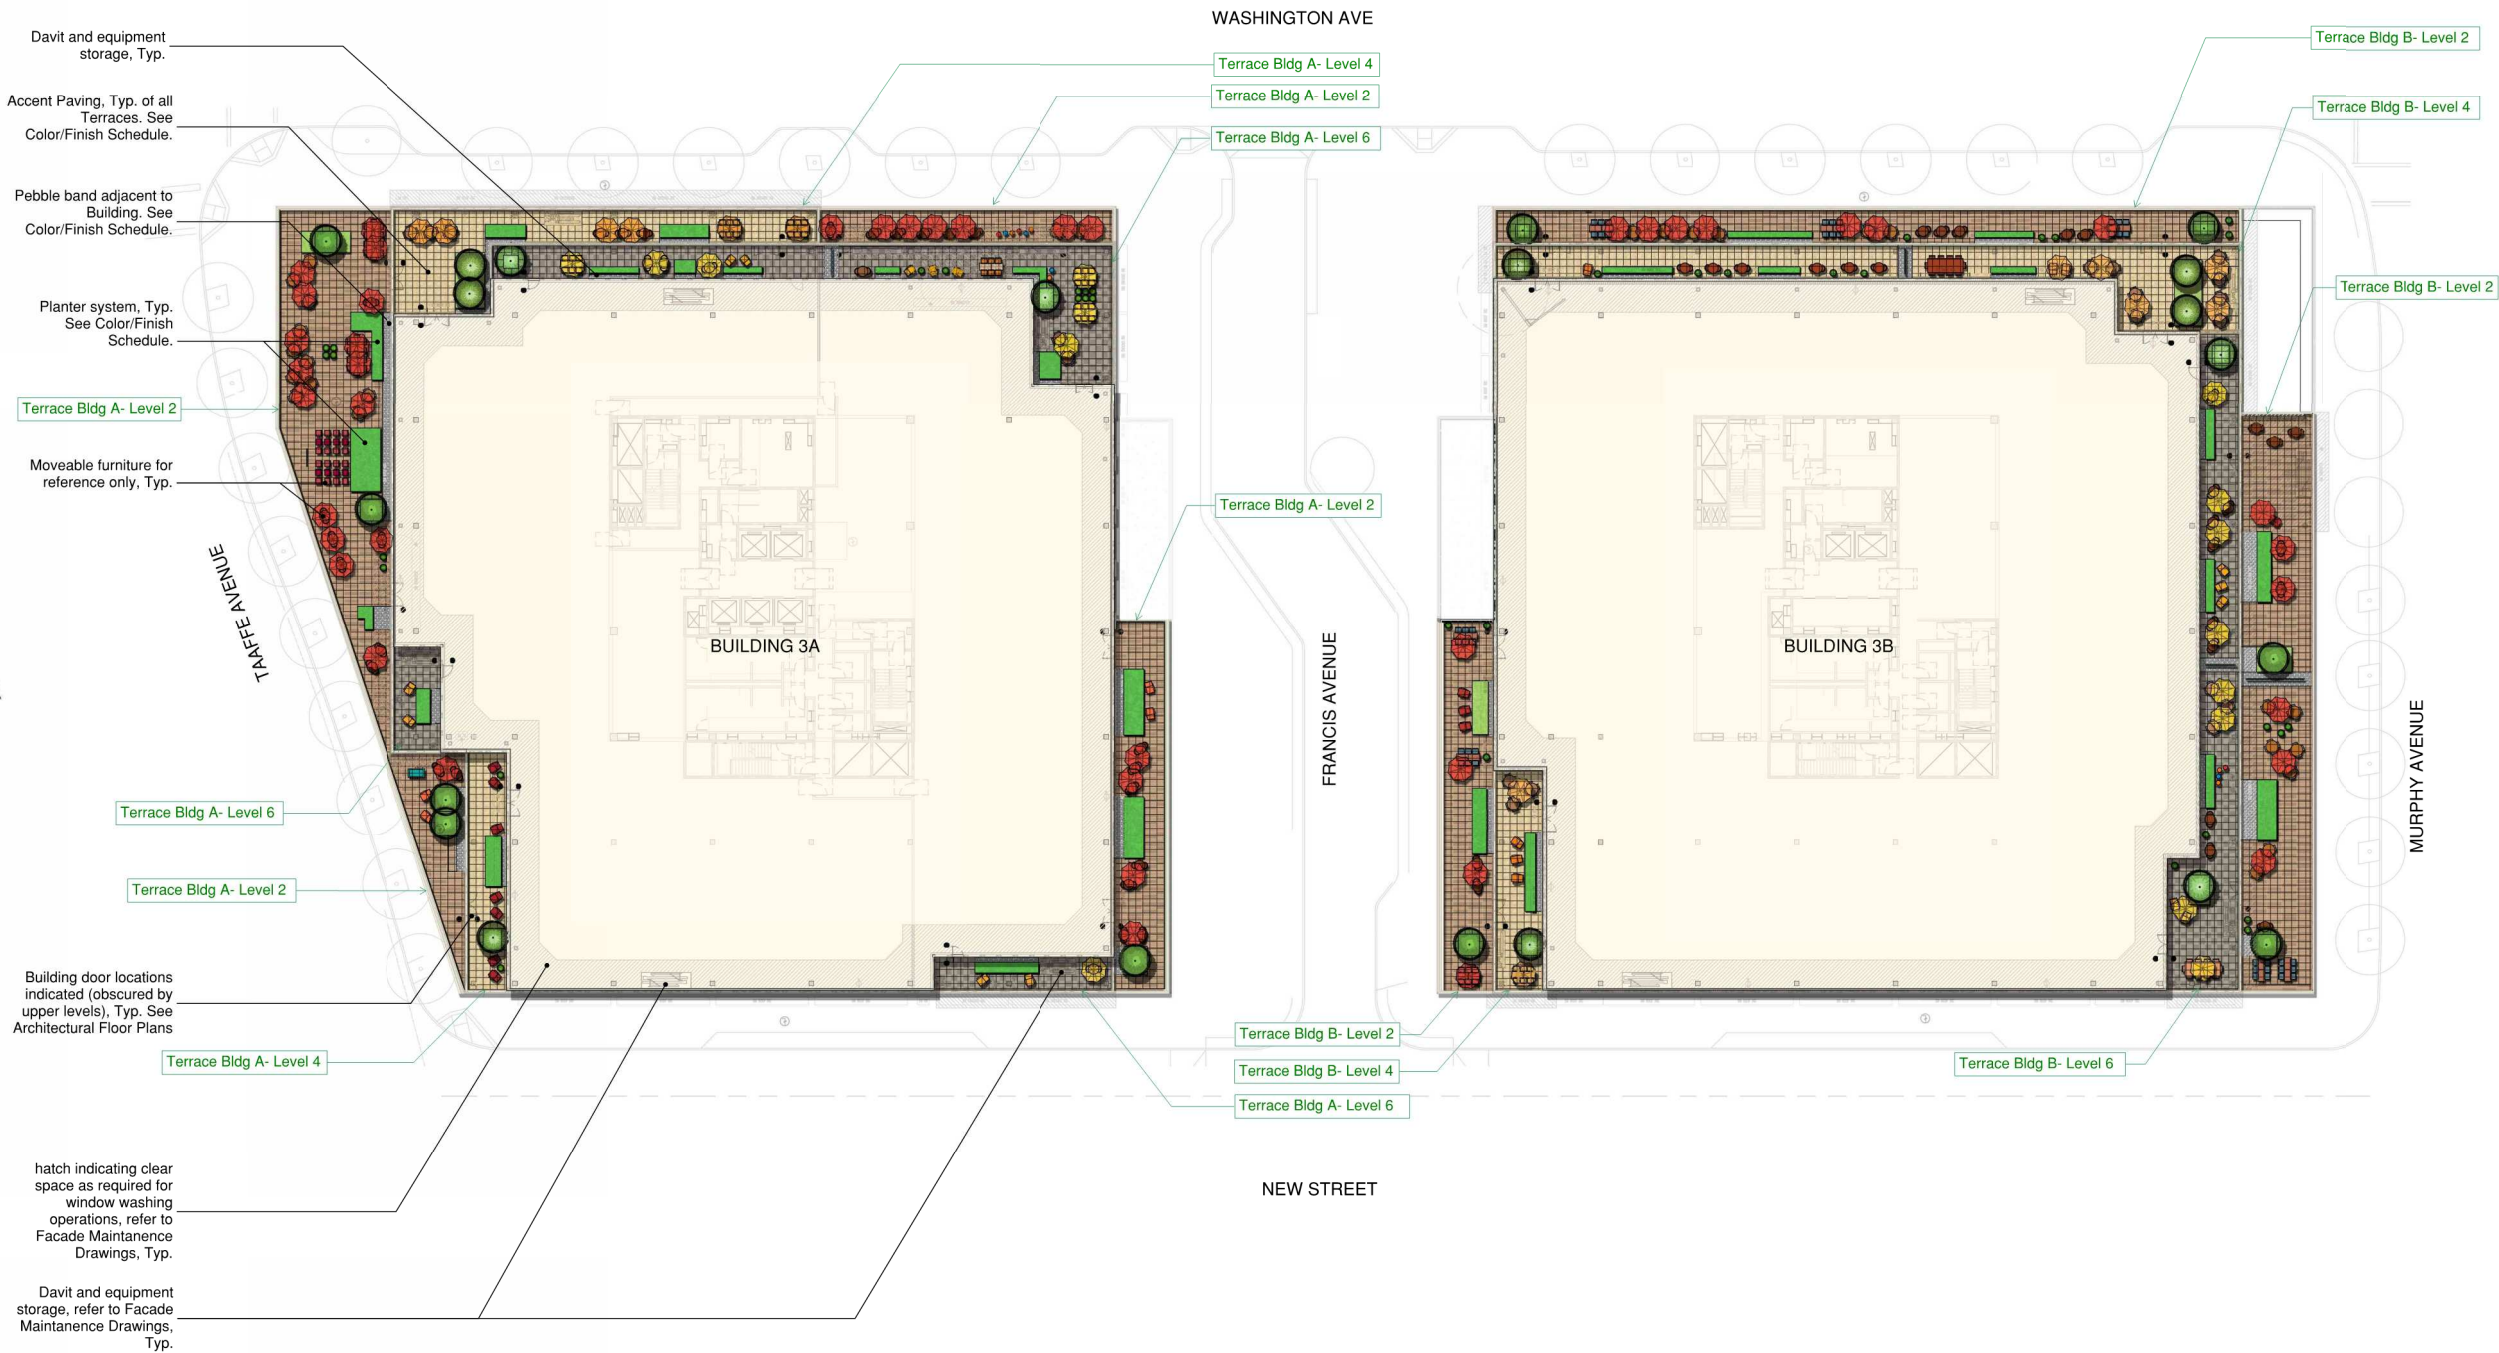 WASHINGTON AVE
Davit and equipment
storage, Typ.
Accent Paving, Typ. of all
Terraces. See
Color/Finish Schedule.
Pebble band adjacent to
Building. See
Color/Finish Schedule.
Planter system, Typ.
See Color/Finish
Schedule.
Terrace Bldg A- Level 2
Moveable furniture for
reference only, Typ.
TAAFFE AVENUE
Terrace Bldg A- Level 6
Terrace Bldg A- Level 2
Building door locations
indicated (obscured by
upper levels), Typ. See
Architectural Floor Plans
Terrace Bldg A- Level 4
hatch indicating clear
space as required for
window washing
operations, refer to
Facade Maintanence
Drawings, Typ.
Davit and equipment
storage, refer to Facade
Maintanence Drawings,
Typ.
Terrace Bldg A- Level 4
Terrace Bldg A- Level 2
Terrace Bldg A- Level 6
BUILDING 3A
Terrace Bldg A- Level 2
FRANCIS AVENUE
Terrace Bldg B- Level 2
Terrace Bldg B- Level 4
Terrace Bldg A- Level 6
NEW STREET
BUILDING 3B
Terrace Bldg B- Level 2
Terrace Bldg B- Level 4
Terrace Bldg B- Level 2
MURPHY AVENUE
Terrace Bldg B- Level 6